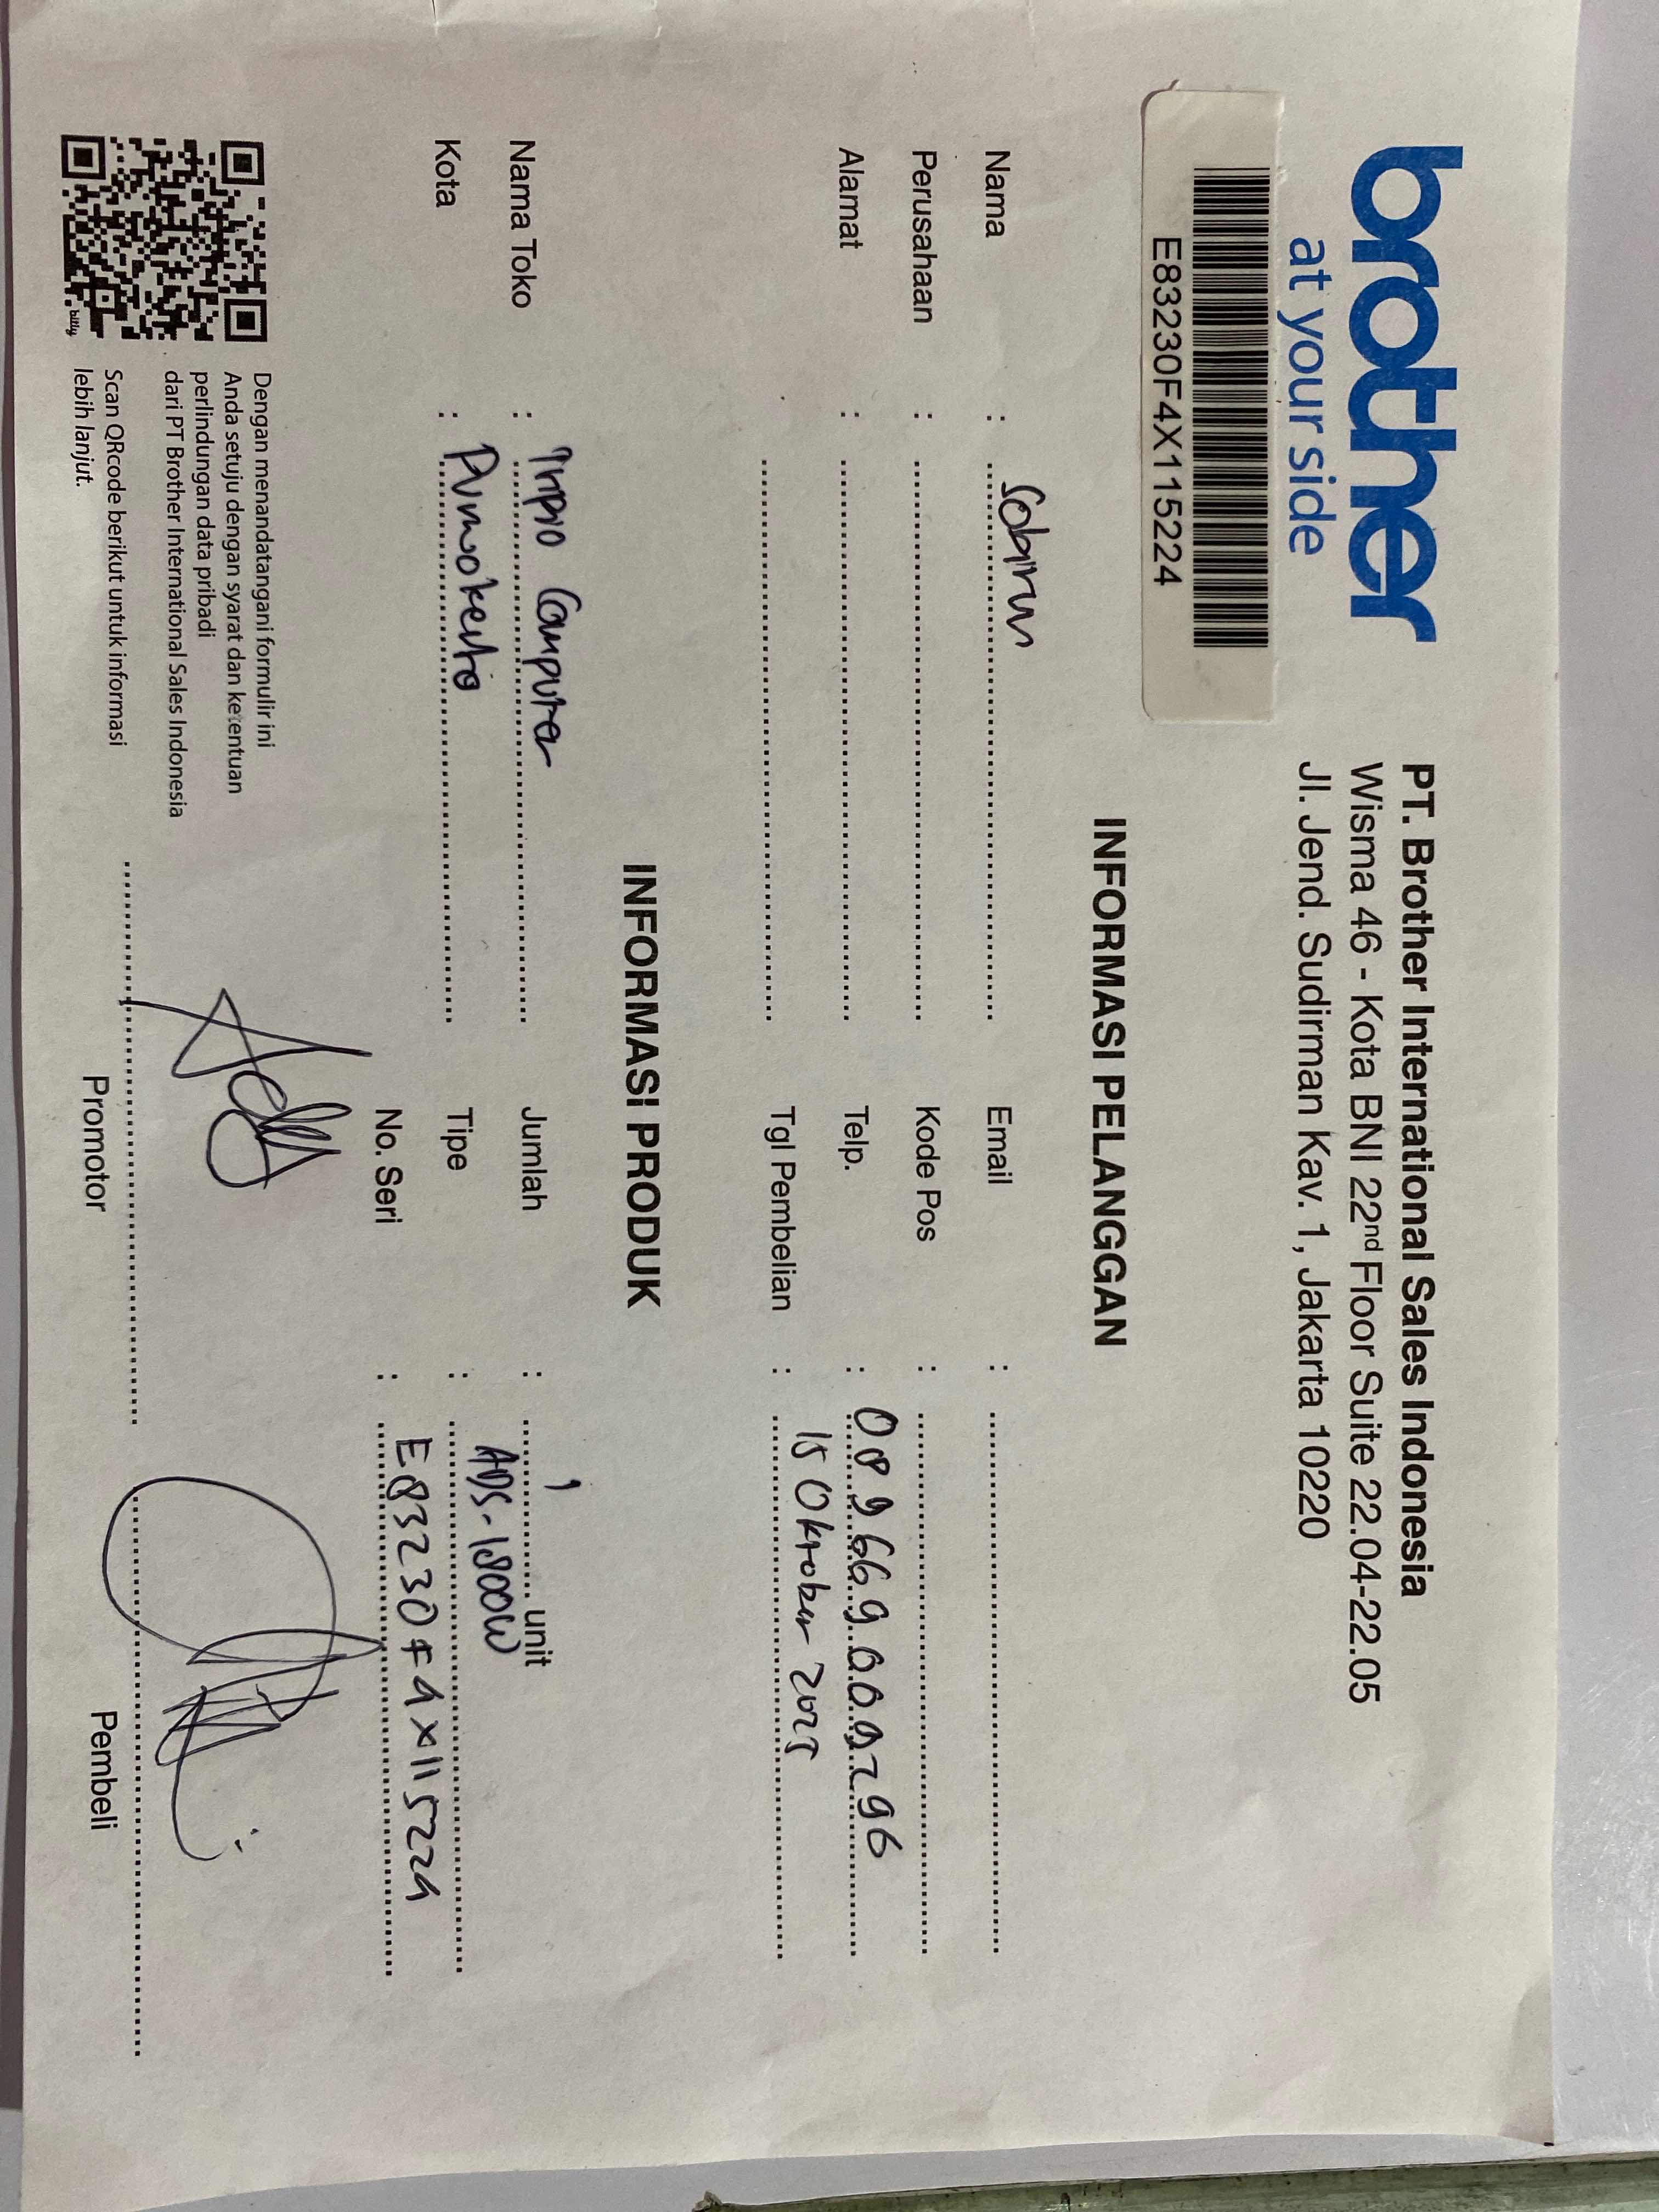 brother
at your side
PT. Brother International Sales Indonesia
Wisma 46 - Kota BNI 22nd Floor Suite 22.04-22.05
Jl. Jend. Sudirman Kav. 1, Jakarta 10220
E83230F4X115224
INFORMASI PELANGGAN
Nama : Sobirun
Email :
Perusahaan :
Kode Pos :
Alamat :
Telp. : 089669000296
Tgl Pembelian : 15 Oktober 2025
INFORMASI PRODUK
Nama Toko : Computer
Jumlah : 1 unit
Kota : Purwokerto
Tipe : ADS-1800W
No. Seri : E83230F4X115224
Dengan menandatangani formulir ini
Anda setuju dengan syarat dan ketentuan
perlindungan data pribadi
dari PT Brother International Sales Indonesia
Scan QRcode berikut untuk informasi
lebih lanjut.
bitly
Promotor
Pembeli